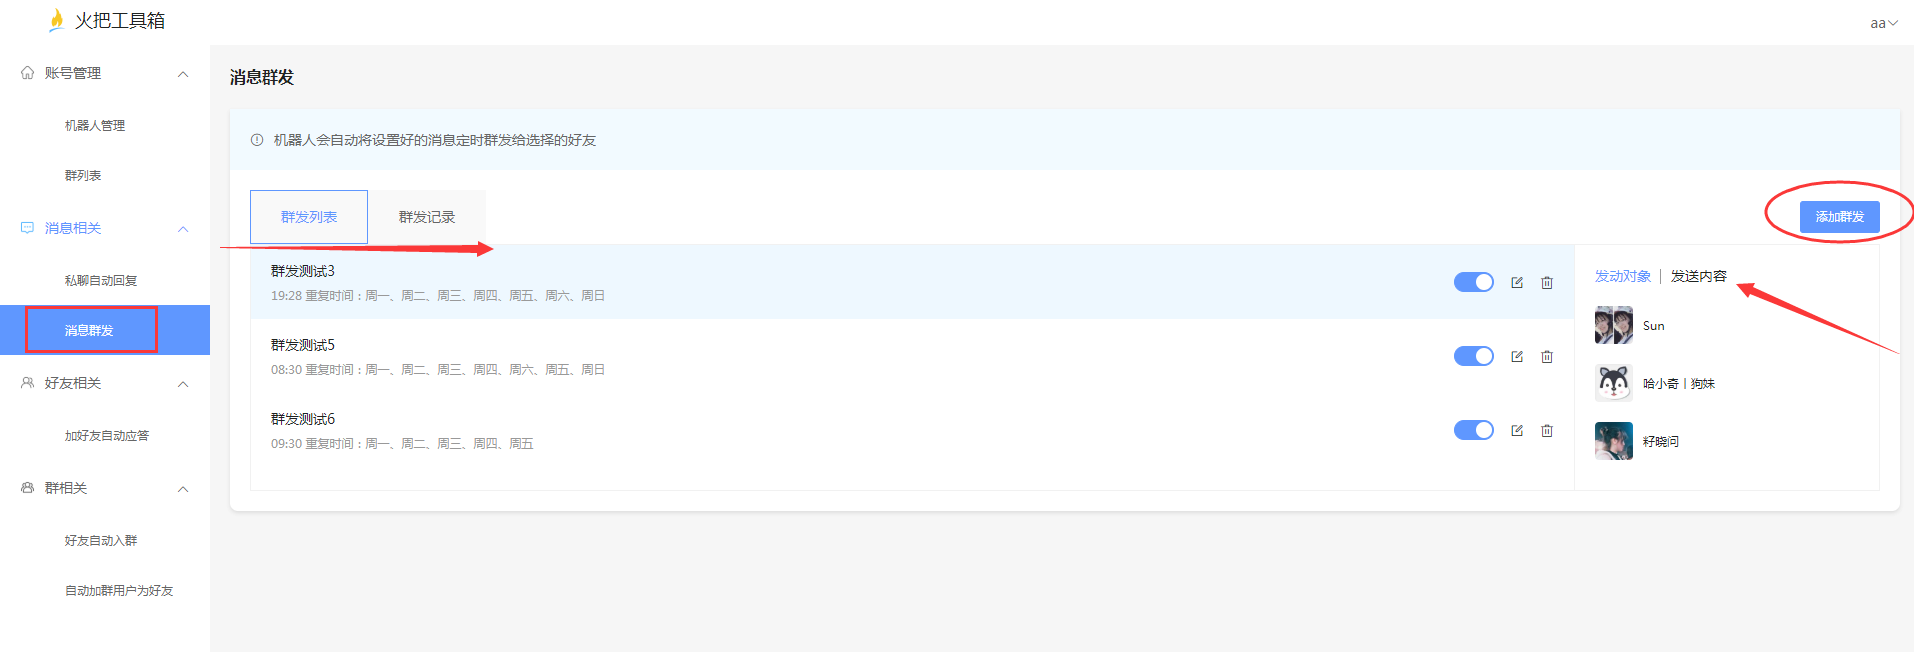 火把工具箱
aa
账号管理
机器人管理
群列表
消息相关
私聊自动回复
消息群发
好友相关
加好友自动应答
群相关
好友自动入群
自动加群用户为好友
消息群发
机器人会自动将设置好的消息定时群发给选择的好友
群发列表 群发记录
添加群发
群发测试3
19:28 重复时间：周一、周二、周三、周四、周五、周六、周日
群发测试5
08:30 重复时间：周一、周二、周三、周四、周六、周五、周日
群发测试6
09:30 重复时间：周一、周二、周三、周四、周五
发动对象 | 发送内容
Sun
哈小奇丨狗妹
籽晓问